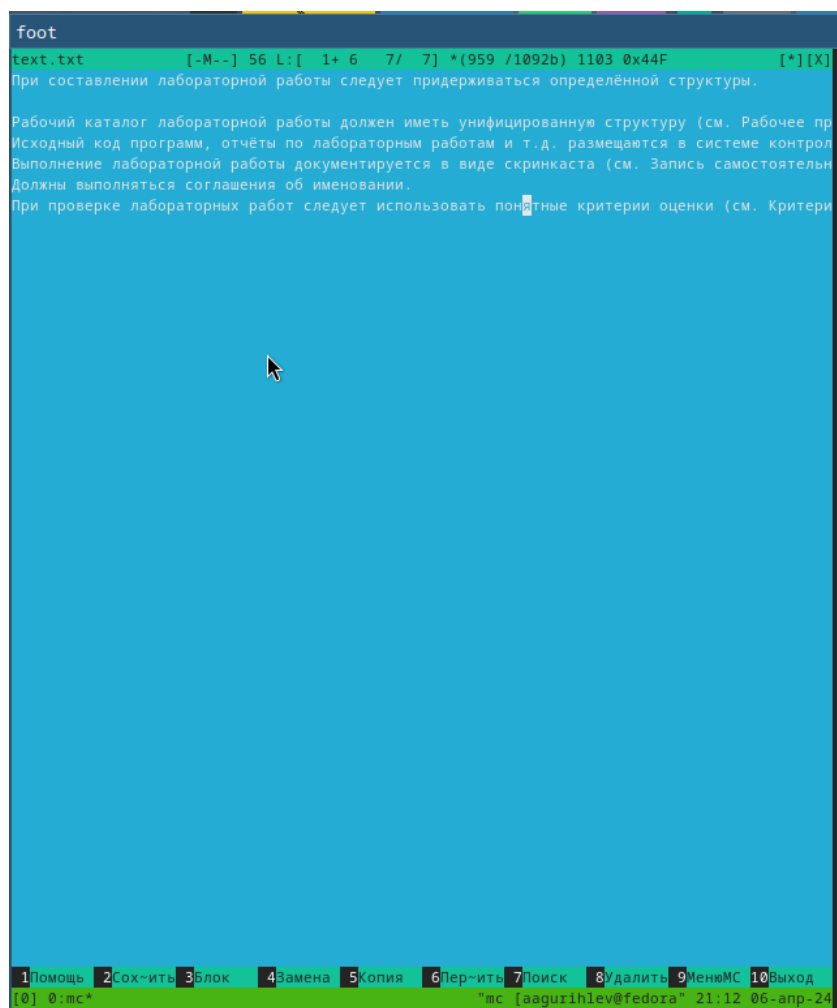 foot
text.txt [-M--] 56 L:[ 1+ 6 7/ 7] *(959 /1092b) 1103 0x44F [*][X]
При составлении лабораторной работы следует придерживаться определённой структуры.
Рабочий каталог лабораторной работы должен иметь унифицированную структуру (см. Рабочее пр
Исходный код программ, отчёты по лабораторным работам и т.д. размещаются в системе контрол
Выполнение лабораторной работы документируется в виде скринкаста (см. Запись самостоятельн
Должны выполняться соглашения об именовании.
При проверке лабораторных работ следует использовать понятные критерии оценки (см. Критери
1Помощь 2Сох~ить 3Блок 4Замена 5Копия 6Пер~ить 7Поиск 8Удалить 9МенюМС 10Выход
[0] 0:mc* "mc [aagurihlev@fedora" 21:12 06-апр-24